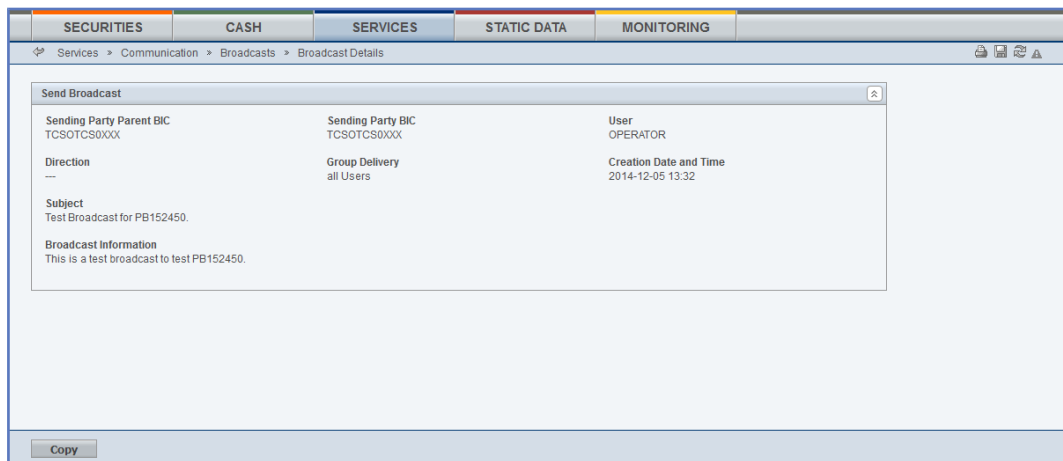 SECURITIES CASH SERVICES STATIC DATA MONITORING
Services » Communication » Broadcasts » Broadcast Details
Send Broadcast
Sending Party Parent BIC Sending Party BIC User
TCSOTCS0XXX TCSOTCS0XXX OPERATOR
Direction Group Delivery Creation Date and Time
--- all Users 2014-12-05 13:32
Subject
Test Broadcast for PB152450.
Broadcast Information
This is a test broadcast to test PB152450.
Copy